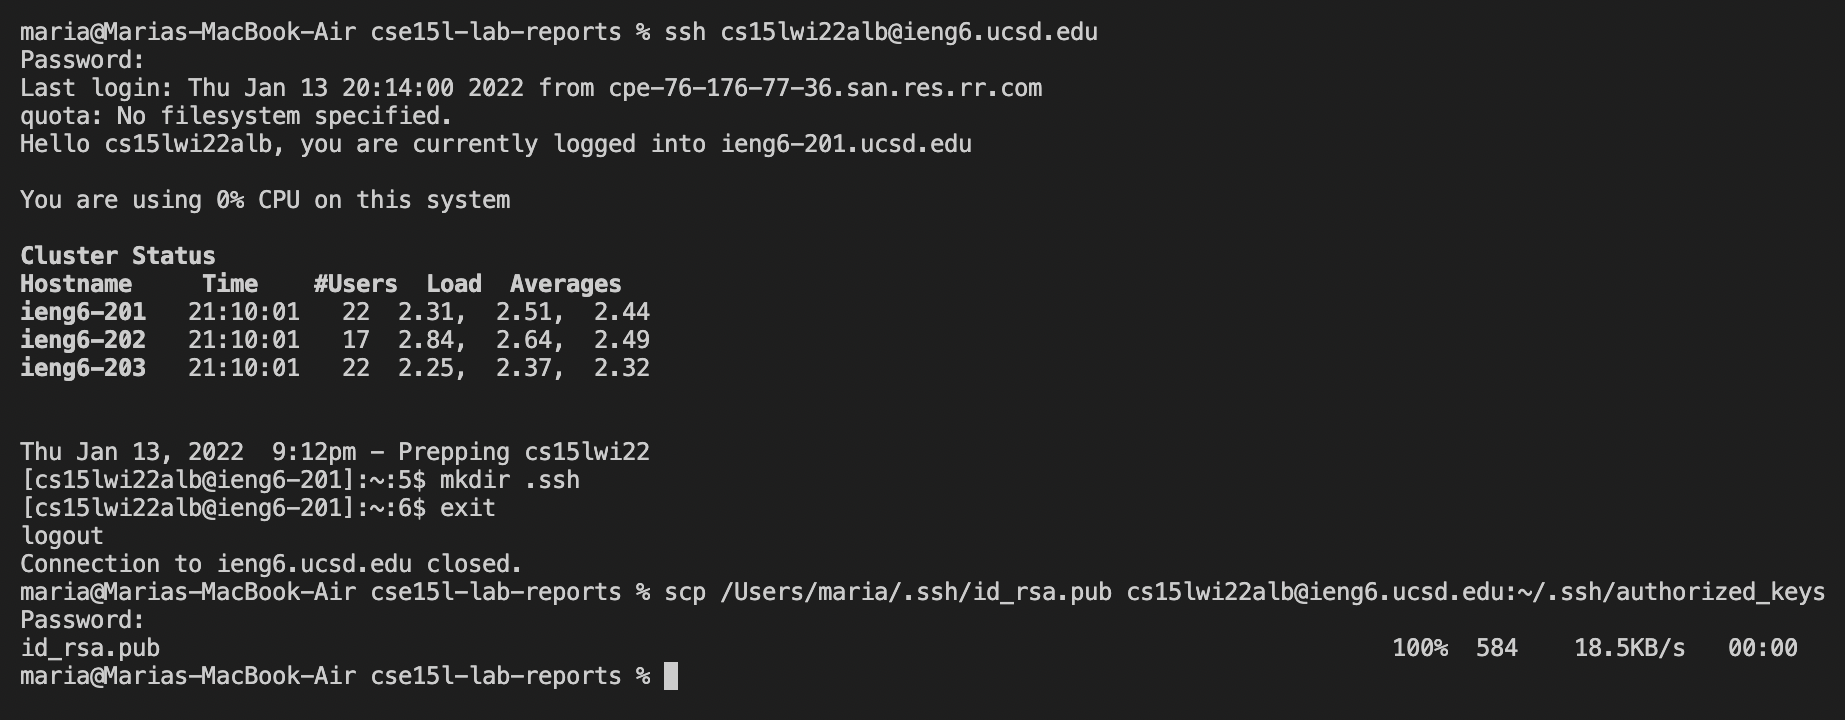 maria@Marias-MacBook-Air cse15l-lab-reports % ssh cs15lwi22alb@ieng6.ucsd.edu
Password:
Last login: Thu Jan 13 20:14:00 2022 from cpe-76-176-77-36.san.res.rr.com
quota: No filesystem specified.
Hello cs15lwi22alb, you are currently logged into ieng6-201.ucsd.edu
You are using 0% CPU on this system
Cluster Status
Hostname     Time    #Users  Load  Averages
ieng6-201   21:10:01   22  2.31,  2.51,  2.44
ieng6-202   21:10:01   17  2.84,  2.64,  2.49
ieng6-203   21:10:01   22  2.25,  2.37,  2.32
Thu Jan 13, 2022  9:12pm - Prepping cs15lwi22
[cs15lwi22alb@ieng6-201]:~:5$ mkdir .ssh
[cs15lwi22alb@ieng6-201]:~:6$ exit
logout
Connection to ieng6.ucsd.edu closed.
maria@Marias-MacBook-Air cse15l-lab-reports % scp /Users/maria/.ssh/id_rsa.pub cs15lwi22alb@ieng6.ucsd.edu:~/.ssh/authorized_keys
Password:
id_rsa.pub                                                                                        100%  584    18.5KB/s   00:00
maria@Marias-MacBook-Air cse15l-lab-reports %